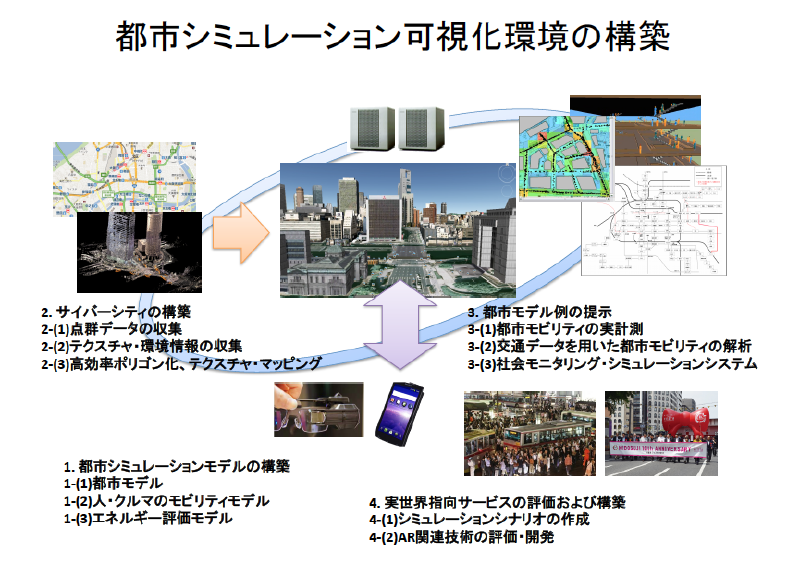 都市シミュレーション可視化環境の構築
2. サイバーシティの構築
2-(1)点群データの収集
2-(2)テクスチャ・環境情報の収集
2-(3)高効率ポリゴン化、テクスチャ・マッピング
3. 都市モデル例の提示
3-(1)都市モビリティの実計測
3-(2)交通データを用いた都市モビリティの解析
3-(3)社会モニタリング・シミュレーションシステム
1. 都市シミュレーションモデルの構築
1-(1)都市モデル
1-(2)人・クルマのモビリティモデル
1-(3)エネルギー評価モデル
4. 実世界指向サービスの評価および構築
4-(1)シミュレーションシナリオの作成
4-(2)AR関連技術の評価・開発